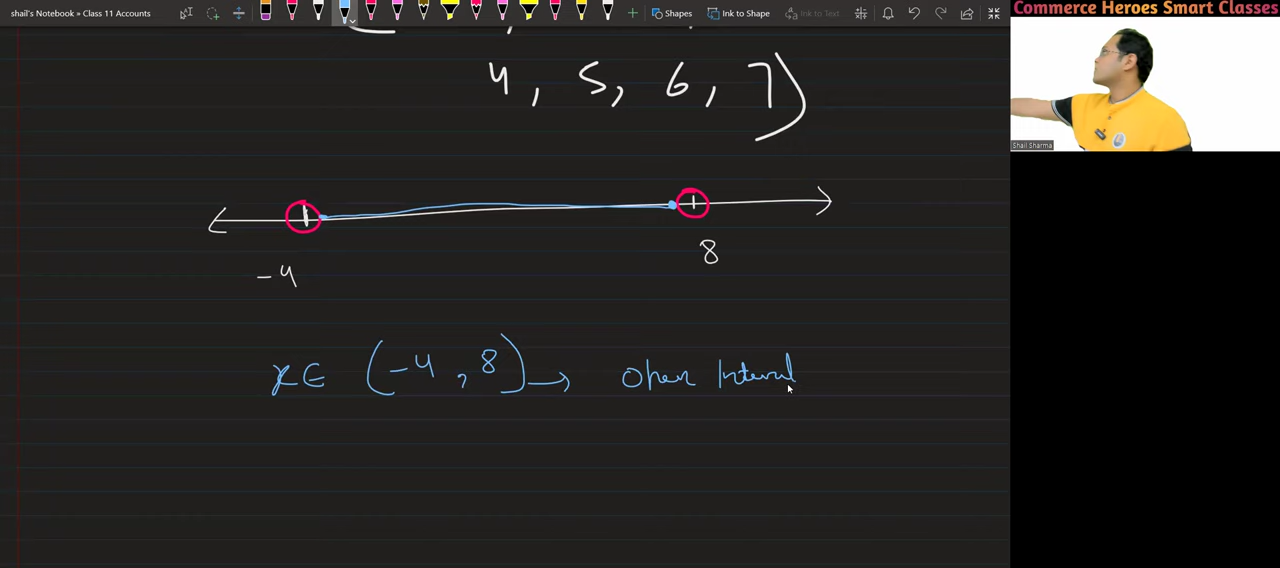 shail's Notebook » Class 11 Accounts
Shapes
Ink to Shape
Ink to Text
Commerce Heroes Smart Classes
Shail Sharma
4, 5, 6, 7)
-4
8
x ∈ (-4, 8) → Open Interval